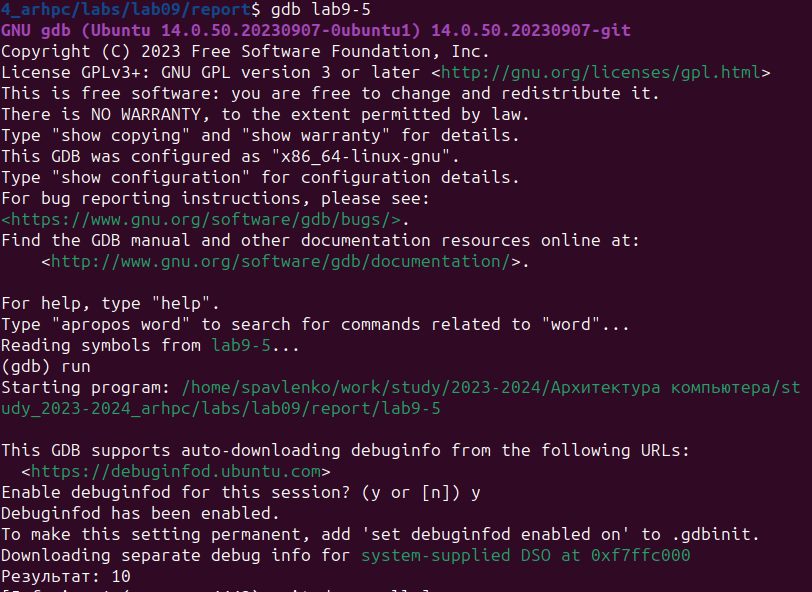 4_arhpc/labs/lab09/report$ gdb lab9-5
GNU gdb (Ubuntu 14.0.50.20230907-0ubuntu1) 14.0.50.20230907-git
Copyright (C) 2023 Free Software Foundation, Inc.
License GPLv3+: GNU GPL version 3 or later <http://gnu.org/licenses/gpl.html>
This is free software: you are free to change and redistribute it.
There is NO WARRANTY, to the extent permitted by law.
Type "show copying" and "show warranty" for details.
This GDB was configured as "x86_64-linux-gnu".
Type "show configuration" for configuration details.
For bug reporting instructions, please see:
<https://www.gnu.org/software/gdb/bugs/>.
Find the GDB manual and other documentation resources online at:
    <http://www.gnu.org/software/gdb/documentation/>.

For help, type "help".
Type "apropos word" to search for commands related to "word"...
Reading symbols from lab9-5...
(gdb) run
Starting program: /home/spavlenko/work/study/2023-2024/Архитектура компьютера/st
udy_2023-2024_arhpc/labs/lab09/report/lab9-5

This GDB supports auto-downloading debuginfo from the following URLs:
  <https://debuginfod.ubuntu.com>
Enable debuginfod for this session? (y or [n]) y
Debuginfod has been enabled.
To make this setting permanent, add 'set debuginfod enabled on' to .gdbinit.
Downloading separate debug info for system-supplied DSO at 0xf7ffc000
Результат: 10